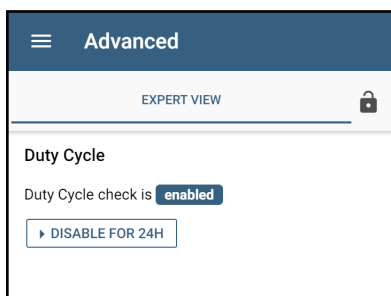 Advanced
EXPERT VIEW
Duty Cycle
Duty Cycle check is enabled
DISABLE FOR 24H